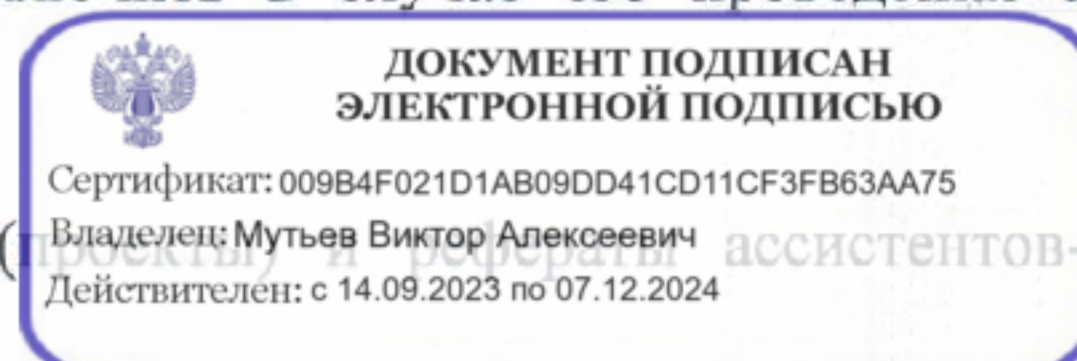 ДОКУМЕНТ ПОДПИСАН
ЭЛЕКТРОННОЙ ПОДПИСЬЮ
Сертификат: 009B4F021D1AB09DD41CD11CF3FB63AA75
Владелец: Мутьев Виктор Алексеевич
(проекты) и рефераты ассистентов-
Действителен: с 14.09.2023 по 07.12.2024